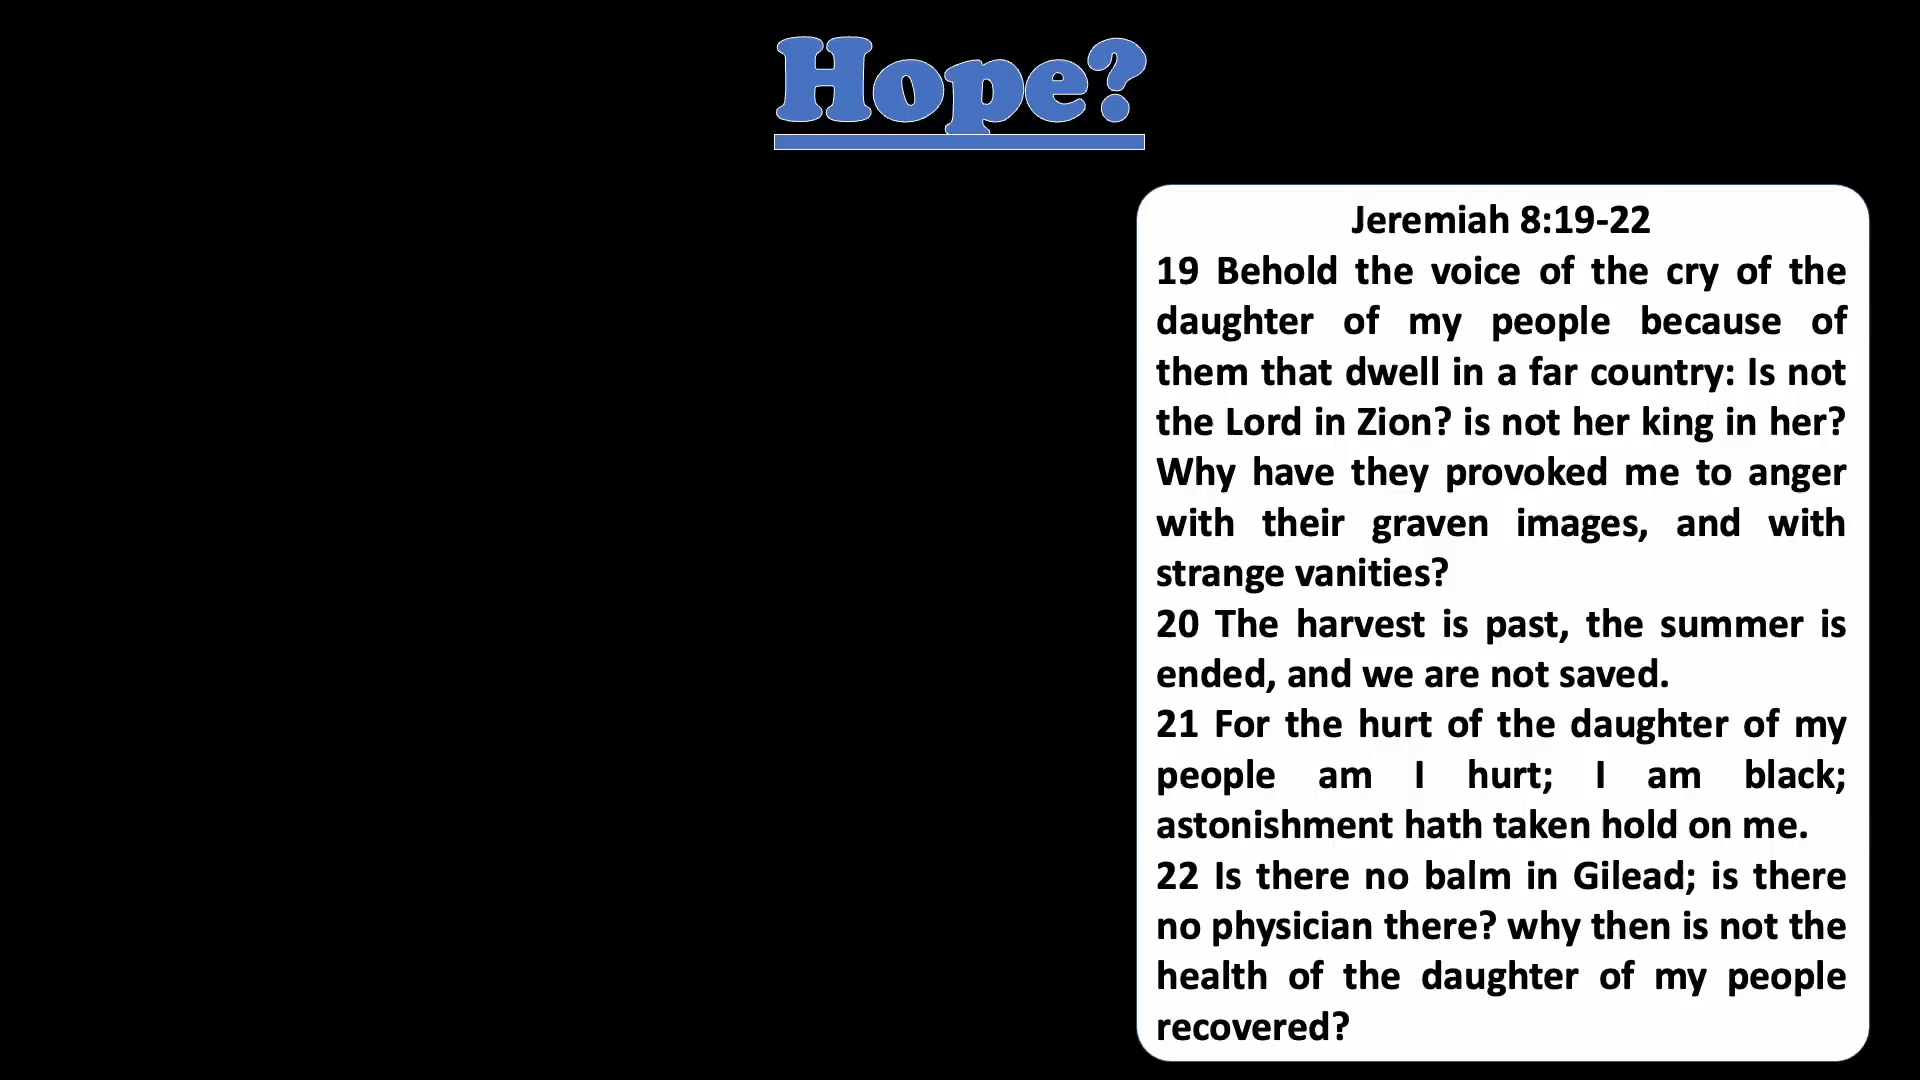 Hope?
Jeremiah 8:19-22
19 Behold the voice of the cry of the
daughter of my people because of
them that dwell in a far country: Is not
the Lord in Zion? is not her king in her?
Why have they provoked me to anger
with their graven images, and with
strange vanities?
20 The harvest is past, the summer is
ended, and we are not saved.
21 For the hurt of the daughter of my
people am I hurt; I am black;
astonishment hath taken hold on me.
22 Is there no balm in Gilead; is there
no physician there? why then is not the
health of the daughter of my people
recovered?